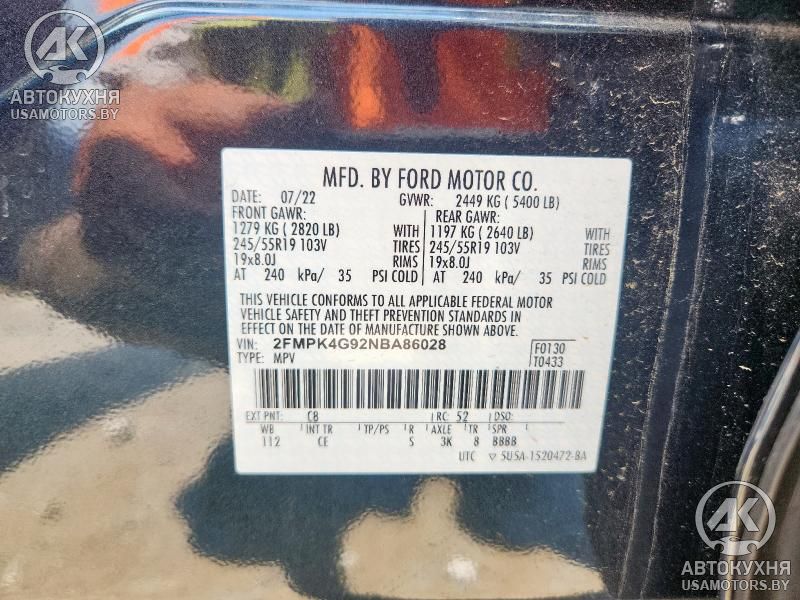 АК
АВТОКУХНЯ
USAMOTORS.BY
MFD. BY FORD MOTOR CO.
DATE: 07/22 GVWR: 2449 KG ( 5400 LB)
FRONT GAWR: REAR GAWR:
1279 KG ( 2820 LB) WITH 1197 KG ( 2640 LB) WITH
245/55R19 103V TIRES 245/55R19 103V TIRES
19x8.0J RIMS 19x8.0J RIMS
AT 240 kPa/ 35 PSI COLD AT 240 kPa/ 35 PSI COLD
THIS VEHICLE CONFORMS TO ALL APPLICABLE FEDERAL MOTOR
VEHICLE SAFETY AND THEFT PREVENTION STANDARDS IN
EFFECT ON THE DATE OF MANUFACTURE SHOWN ABOVE.
VIN: 2FMPK4G92NBA86028 F0130
TYPE: MPV T0433
EXT PNT: C8 RC: 52 DSO:
WB INT TR TP/PS R AXLE TR SPR
112 CE S 3K 8 BBBB
UTC ▽ 5U5A-1520472-BA
АК
АВТОКУХНЯ
USAMOTORS.BY